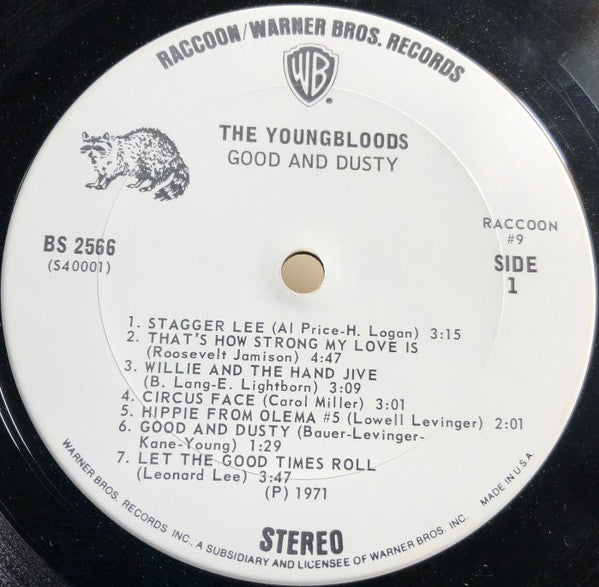 RACCOON/WARNER BROS. RECORDS
WB
®
THE YOUNGBLOODS
GOOD AND DUSTY
BS 2566
(S40001)
RACCOON
#9
SIDE
1
1. STAGGER LEE (Al Price-H. Logan) 3:15
2. THAT'S HOW STRONG MY LOVE IS
(Roosevelt Jamison) 4:47
3. WILLIE AND THE HAND JIVE
(B. Lang-E. Lightborn) 3:09
4. CIRCUS FACE (Carol Miller) 3:01
5. HIPPIE FROM OLEMA #5 (Lowell Levinger) 2:01
6. GOOD AND DUSTY (Bauer-Levinger-
Kane-Young) 1:29
7. LET THE GOOD TIMES ROLL
(Leonard Lee) 3:47
(P) 1971
STEREO
WARNER BROS. RECORDS INC., A SUBSIDIARY AND LICENSEE OF WARNER BROS. INC. MADE IN U.S.A.